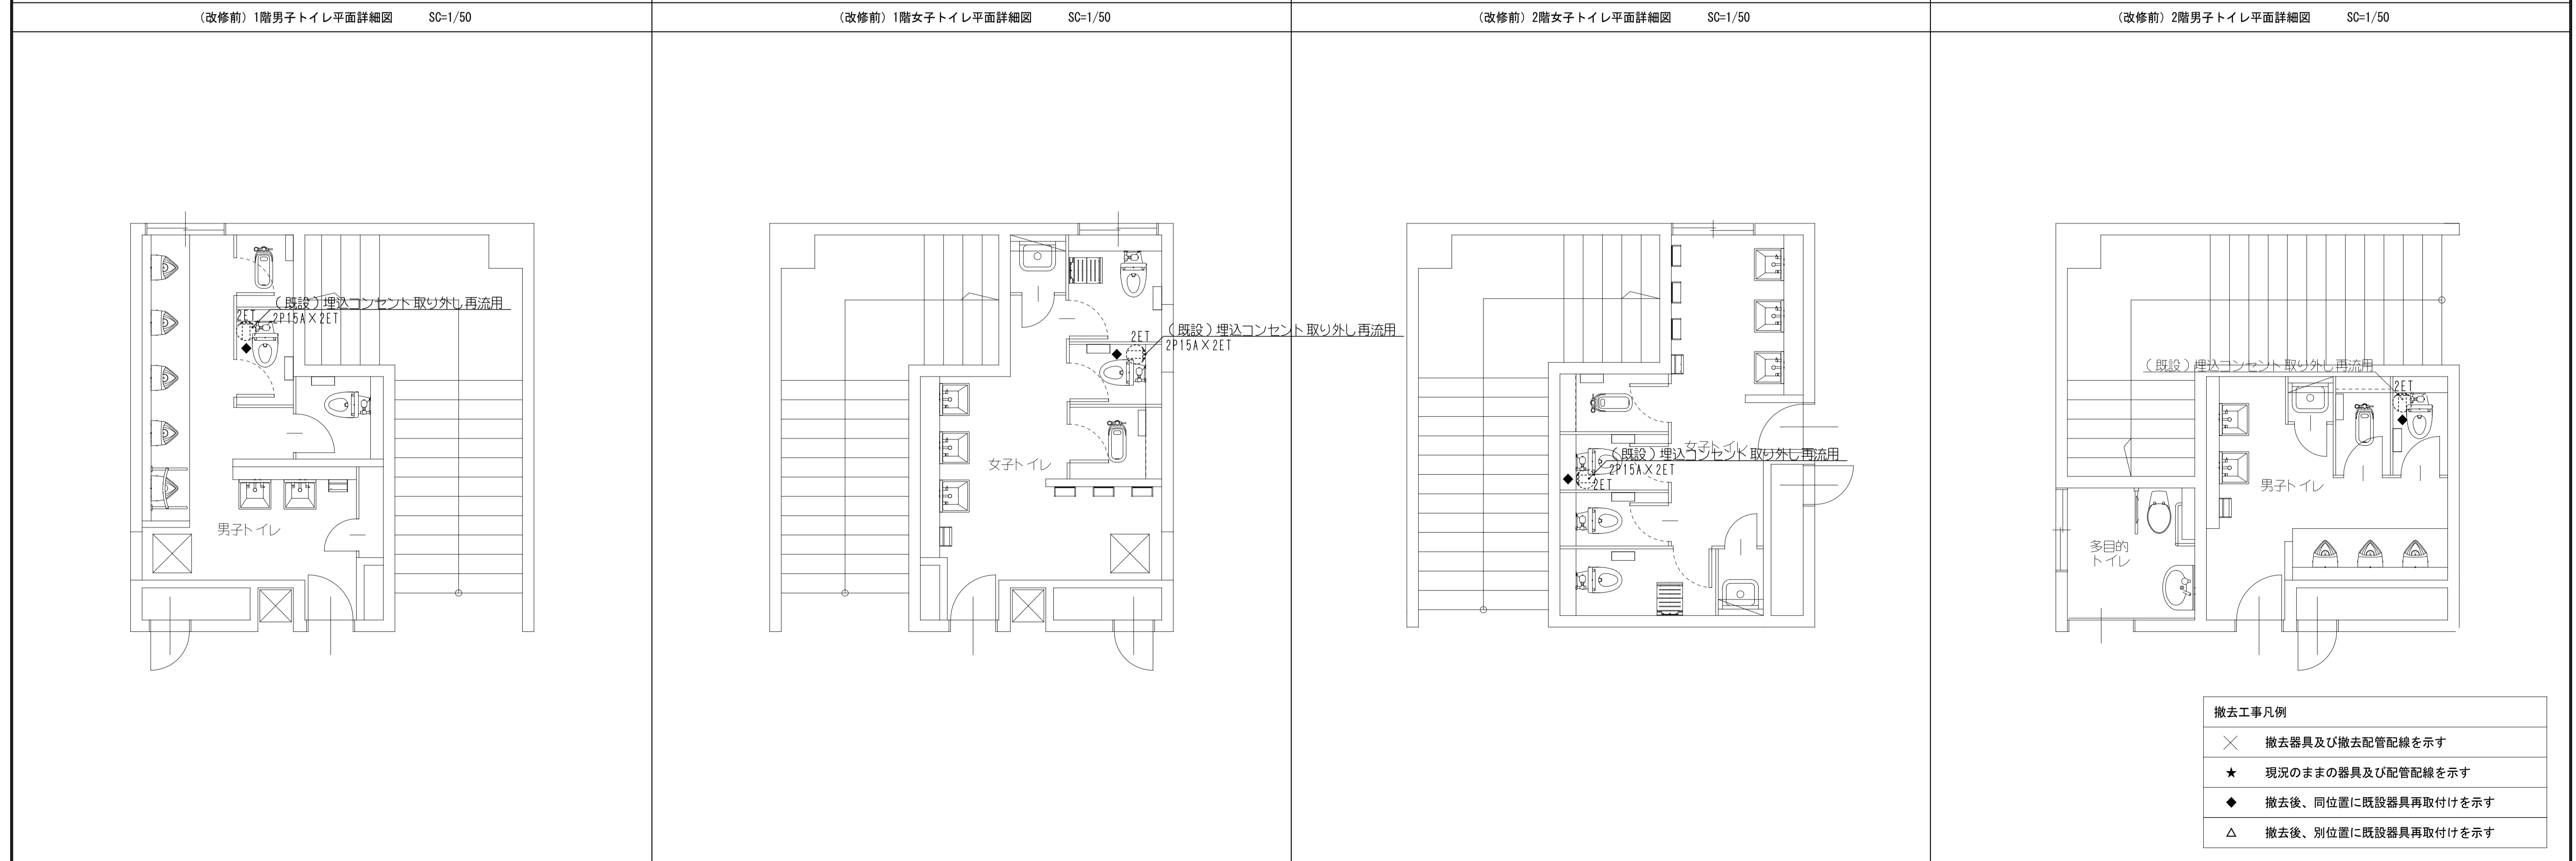 (改修前) 1階男子トイレ平面詳細図 SC=1/50
(改修前) 1階女子トイレ平面詳細図 SC=1/50
(改修前) 2階女子トイレ平面詳細図 SC=1/50
(改修前) 2階男子トイレ平面詳細図 SC=1/50
(既設)埋込コンセント取り外し再流用
2ET
2P15A×2ET
男子トイレ
(既設)埋込コンセント取り外し再流用
2ET
2P15A×2ET
女子トイレ
女子トイレ
(既設)埋込コンセント取り外し再流用
2P15A×2ET
2ET
(既設)埋込コンセント取り外し再流用
2ET
男子トイレ
多目的
トイレ
撤去工事凡例
× 撤去器具及び撤去配管配線を示す
★ 現況のままの器具及び配管配線を示す
◆ 撤去後、同位置に既設器具再取付けを示す
△ 撤去後、別位置に既設器具再取付けを示す